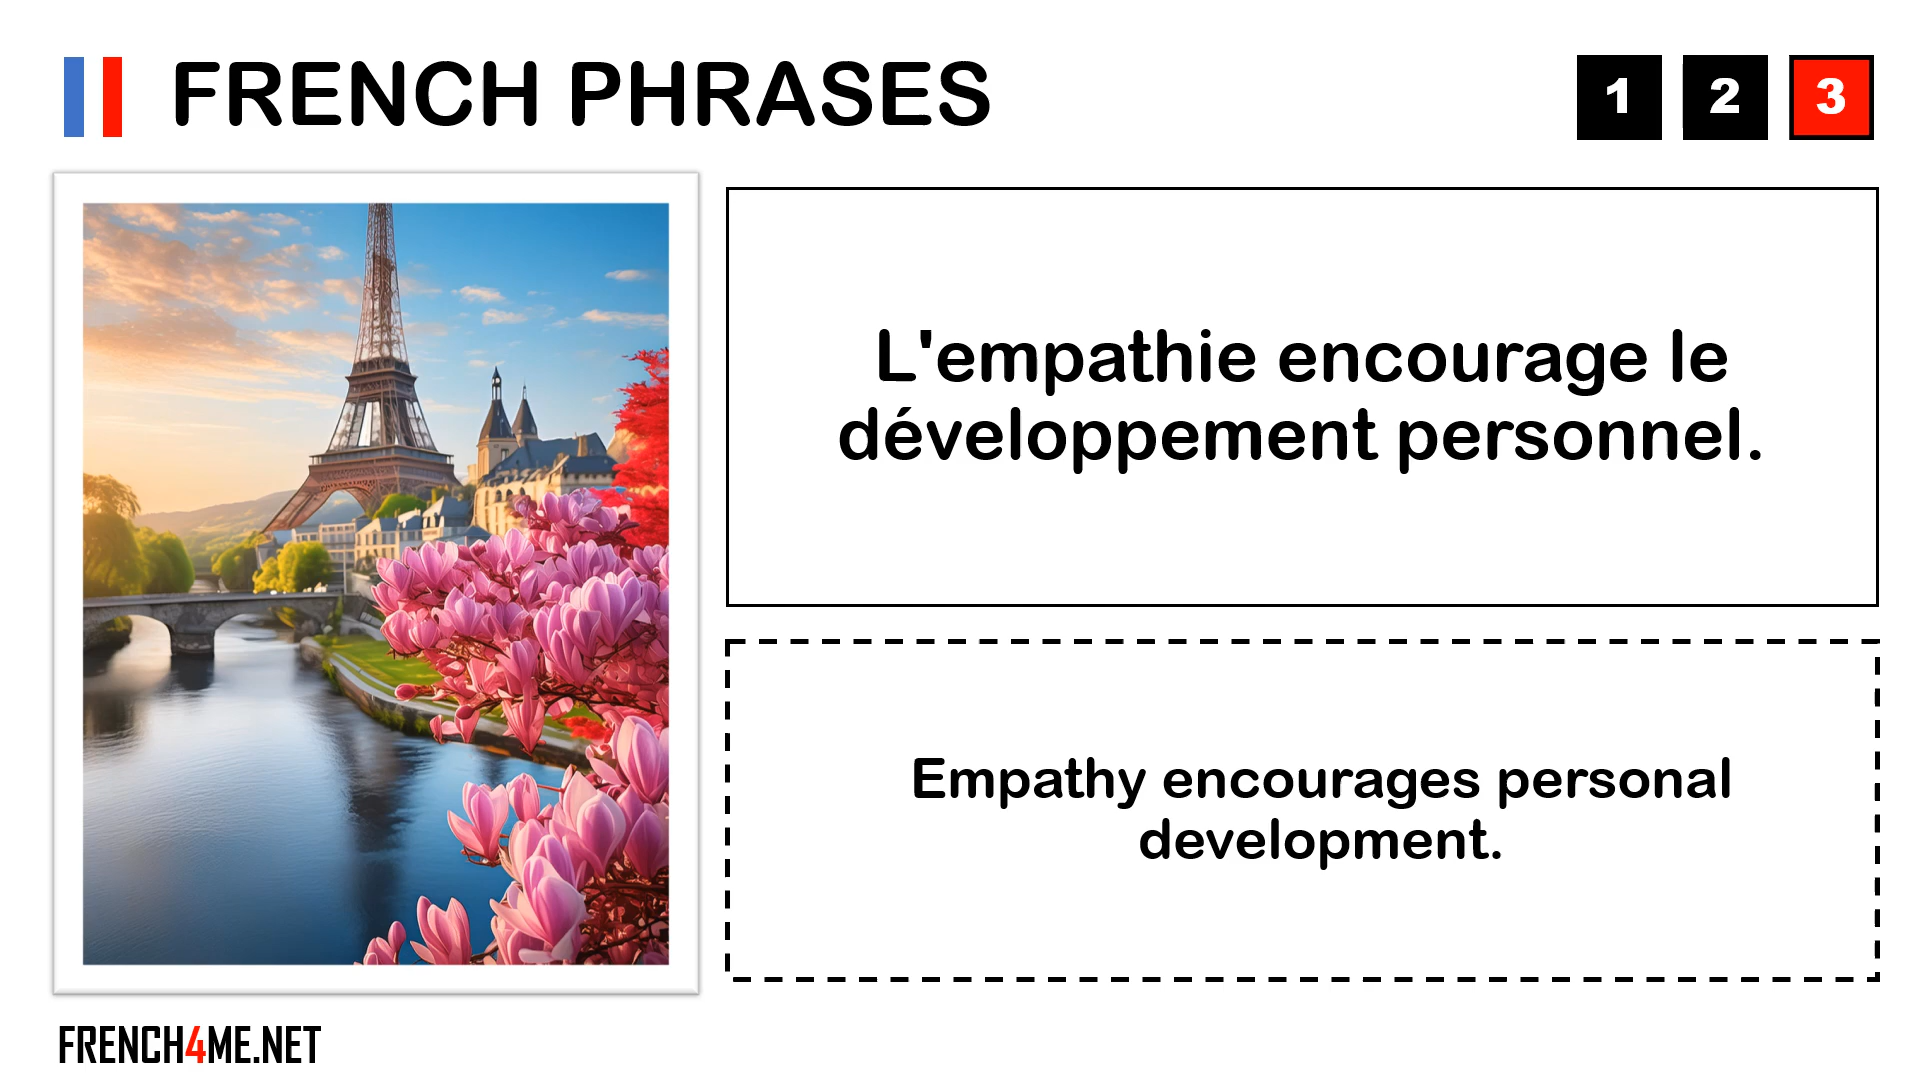 FRENCH PHRASES
1 2 3
L'empathie encourage le
développement personnel.
Empathy encourages personal
development.
FRENCH4ME.NET